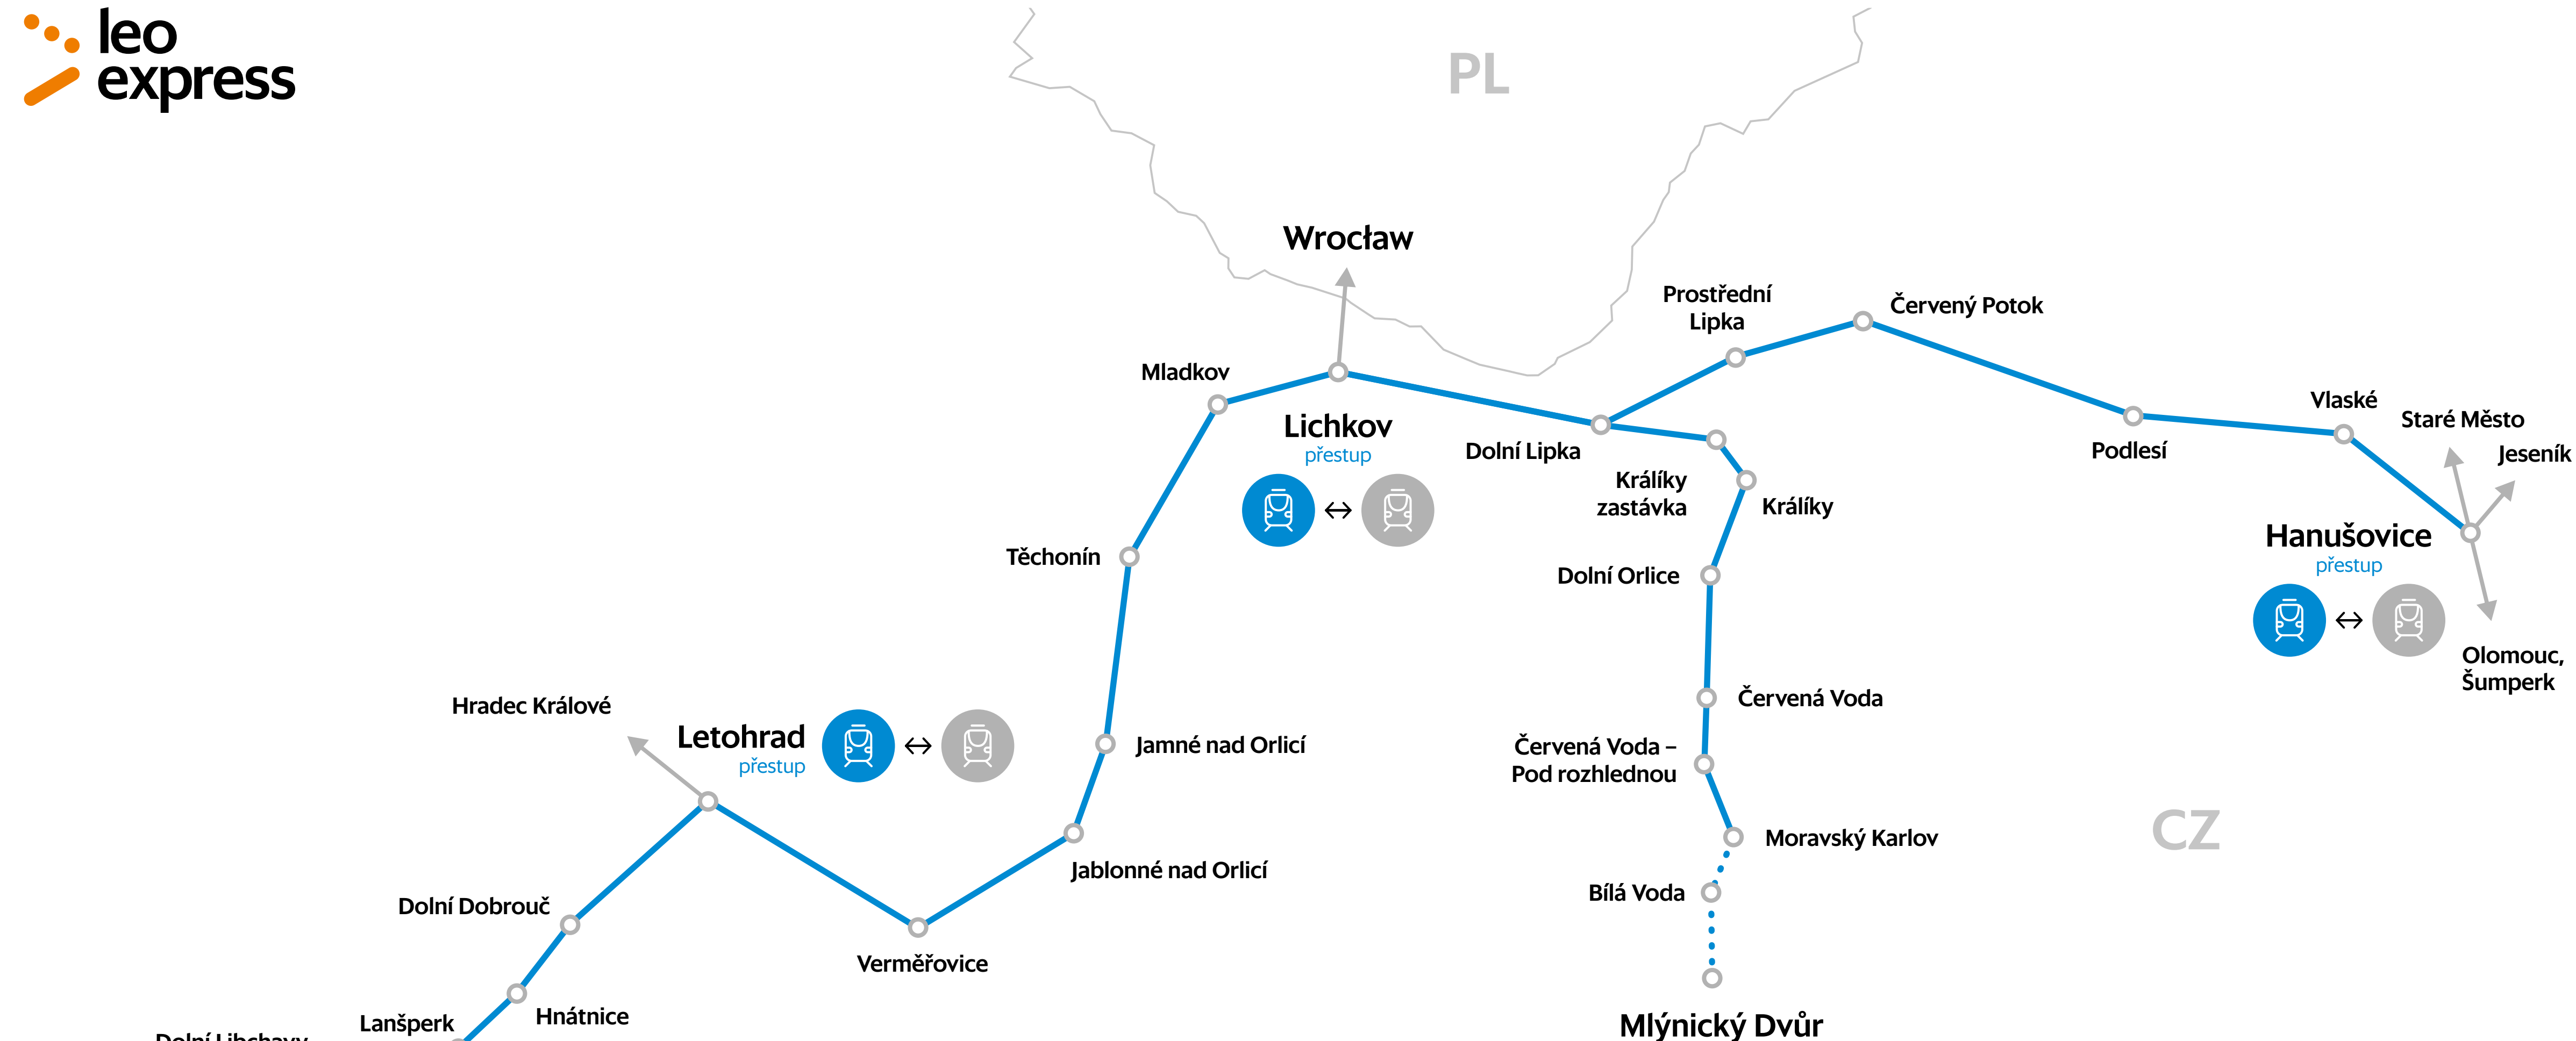 leo
express
PL
Wrocław
Prostřední
Lipka
Červený Potok
Mladkov
Vlaské
Staré Město
Lichkov
přestup
Dolní Lipka
Podlesí
Jeseník
Králíky
zastávka
Králíky
Hanušovice
přestup
Těchonín
Dolní Orlice
Olomouc,
Šumperk
Hradec Králové
Červená Voda
Letohrad
přestup
Jamné nad Orlicí
Červená Voda –
Pod rozhlednou
CZ
Moravský Karlov
Jablonné nad Orlicí
Bílá Voda
Dolní Dobrouč
Verměřovice
Hnátnice
Lanšperk
Mlýnický Dvůr
Dolní Libchavy